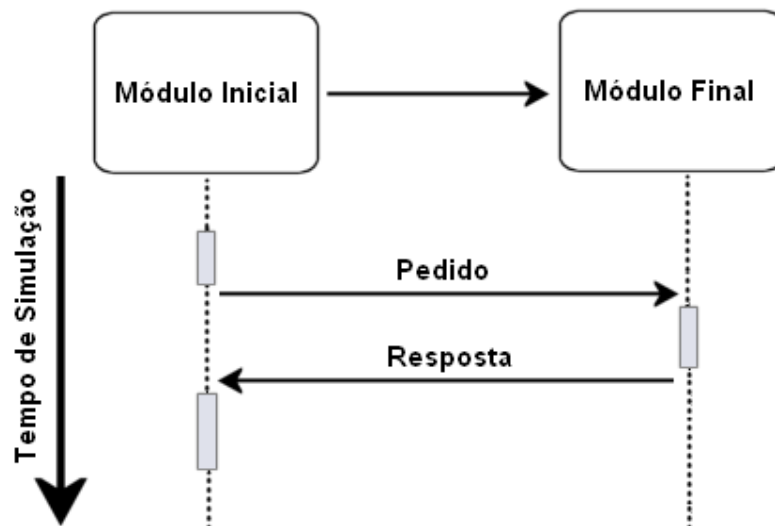 Módulo Inicial
Módulo Final
Tempo de Simulação
Pedido
Resposta